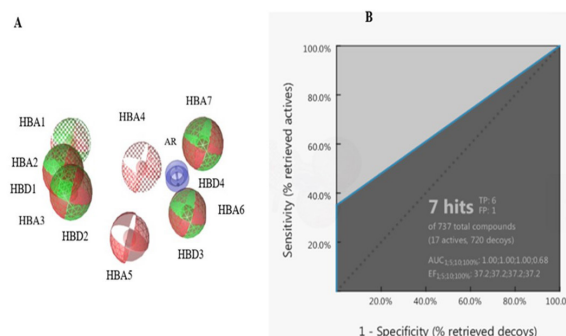 A
HBA1
HBA2
HBD1
HBA3
HBD2
HBA4
HBA5
AR
HBA7
HBD4
HBA6
HBD3
B
Sensitivity (% retrieved actives)
100.0%
80.0%
60.0%
40.0%
20.0%
7 hits TP: 6
FP: 1
of 737 total compounds
(17 actives, 720 decoys)
AUC1;5;10;100%: 1.00;1.00;1.00;0.68
EF1;5;10;100%: 37.2;37.2;37.2;37.2
20.0% 40.0% 60.0% 80.0% 100.0
1 - Specificity (% retrieved decoys)